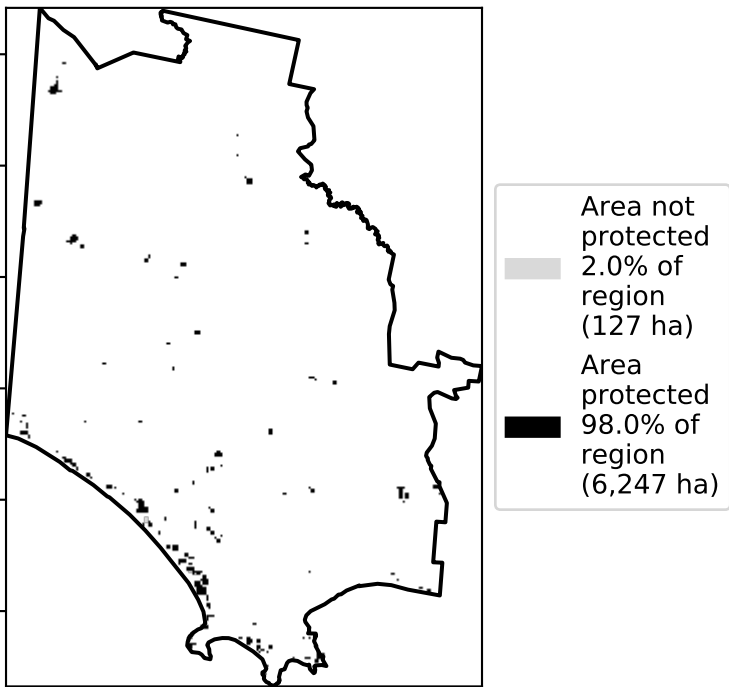 Area not
protected
2.0% of
region
(127 ha)
Area
protected
98.0% of
region
(6,247 ha)